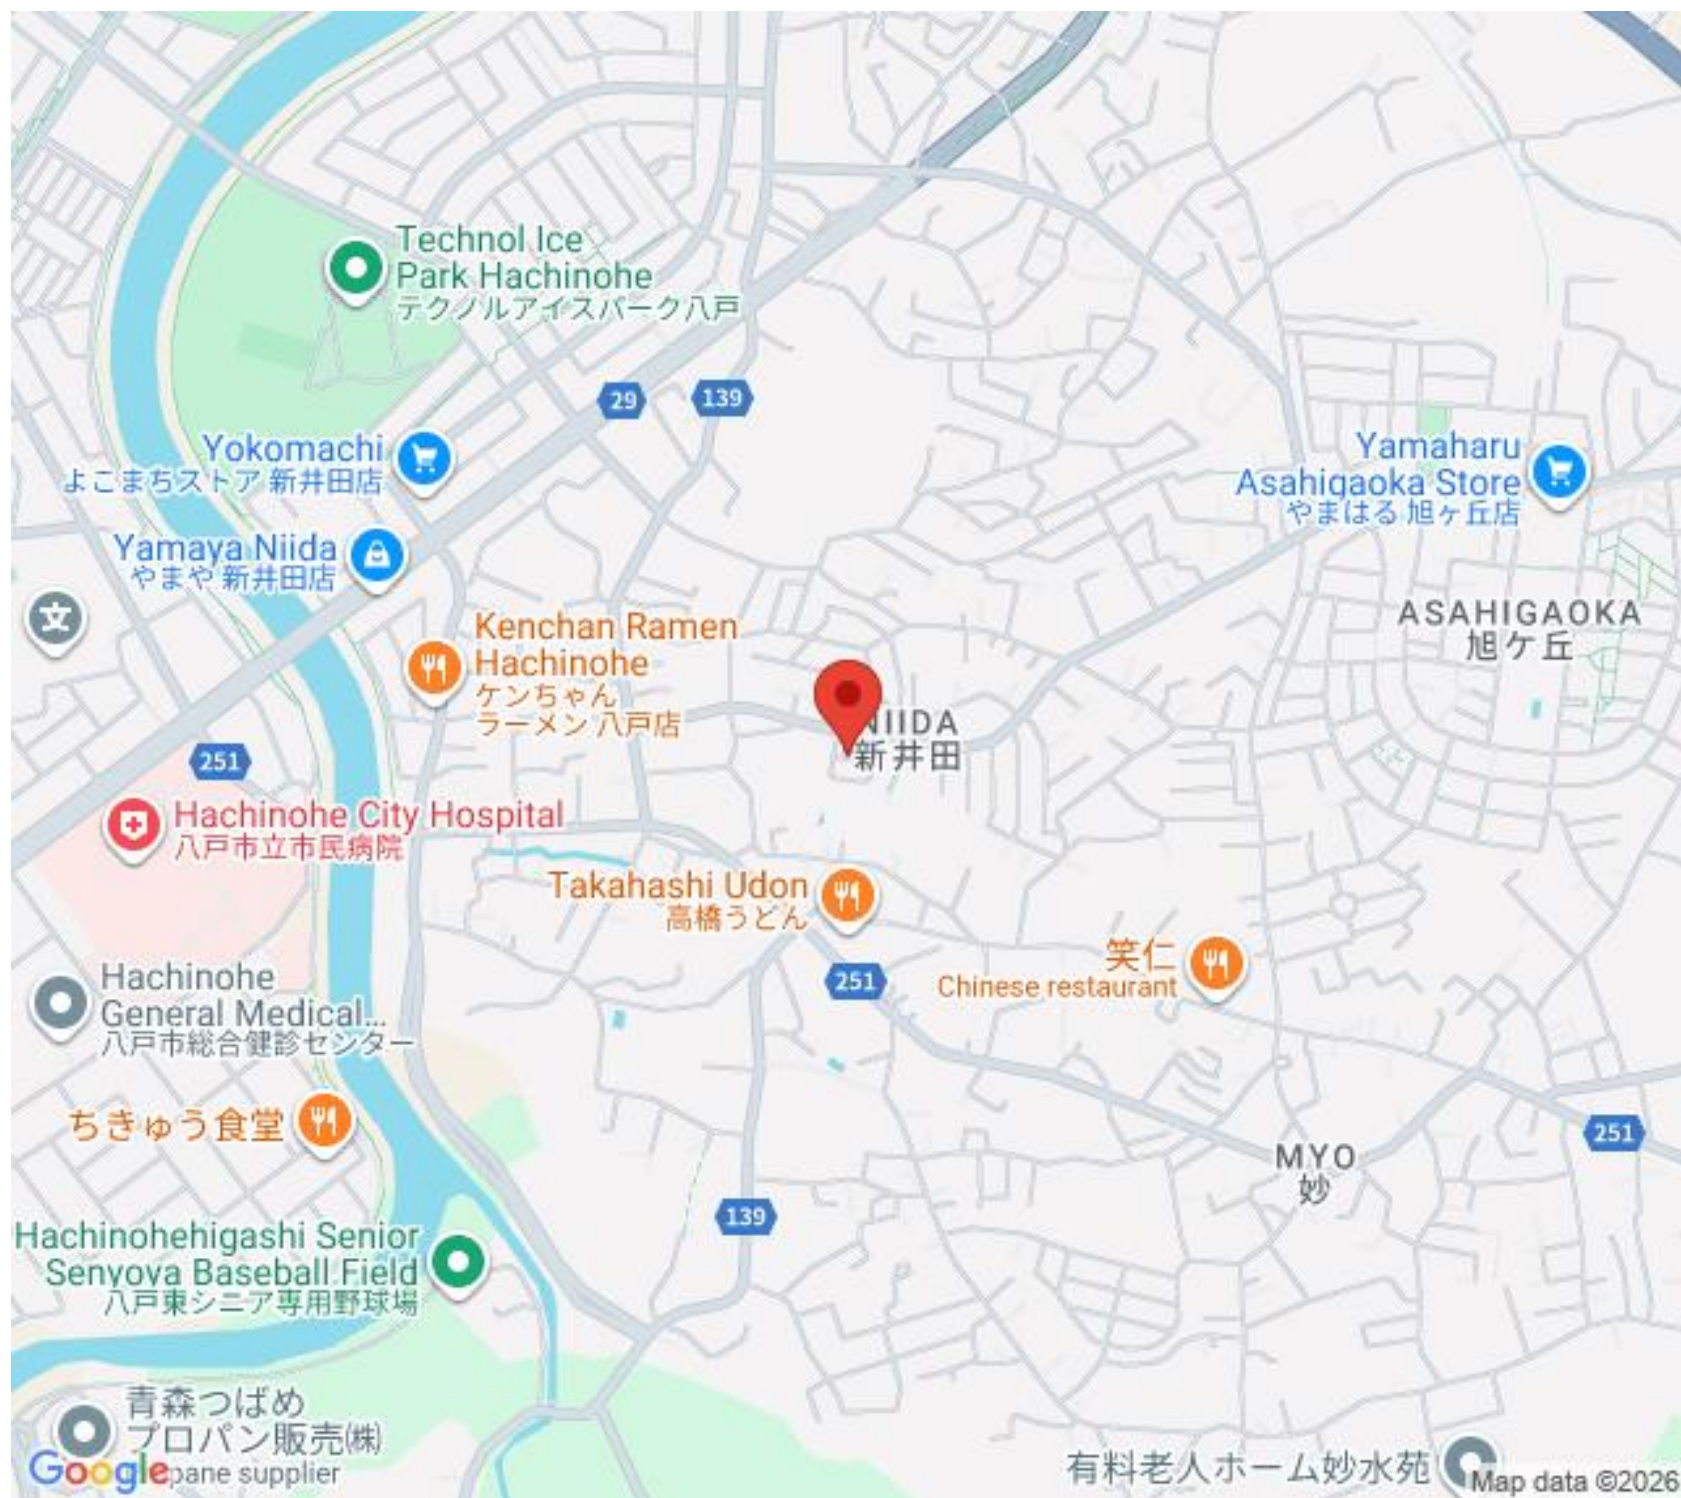 Technol Ice
Park Hachinohe
テクノルアイスパーク八戸
29
139
Yokomachi
よこまちストア 新井田店
Yamaharu
Asahigaoka Store
やまはる 旭ヶ丘店
Yamaya Niida
やまや 新井田店
文
ASAHIGAOKA
旭ケ丘
Kenchan Ramen
Hachinohe
ケンちゃん
ラーメン 八戸店
NIIDA
新井田
251
Hachinohe City Hospital
八戸市立市民病院
Takahashi Udon
高橋うどん
笑仁
Chinese restaurant
251
Hachinohe
General Medical...
八戸市総合健診センター
ちきゅう食堂
251
MYO
妙
139
Hachinohehigashi Senior
Senyoya Baseball Field
八戸東シニア専用野球場
青森つばめ
プロパン販売㈱
Google
pane supplier
有料老人ホーム妙水苑
Map data ©2026